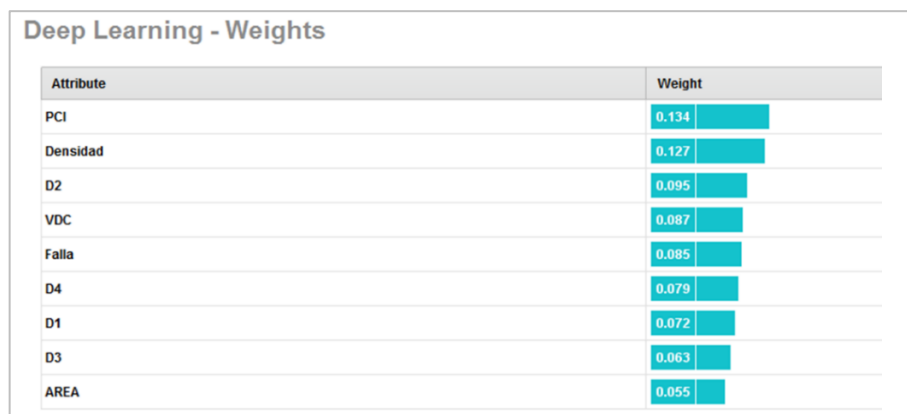 Deep Learning - Weights
Attribute Weight
PCI 0.134
Densidad 0.127
D2 0.095
VDC 0.087
Falla 0.085
D4 0.079
D1 0.072
D3 0.063
AREA 0.055